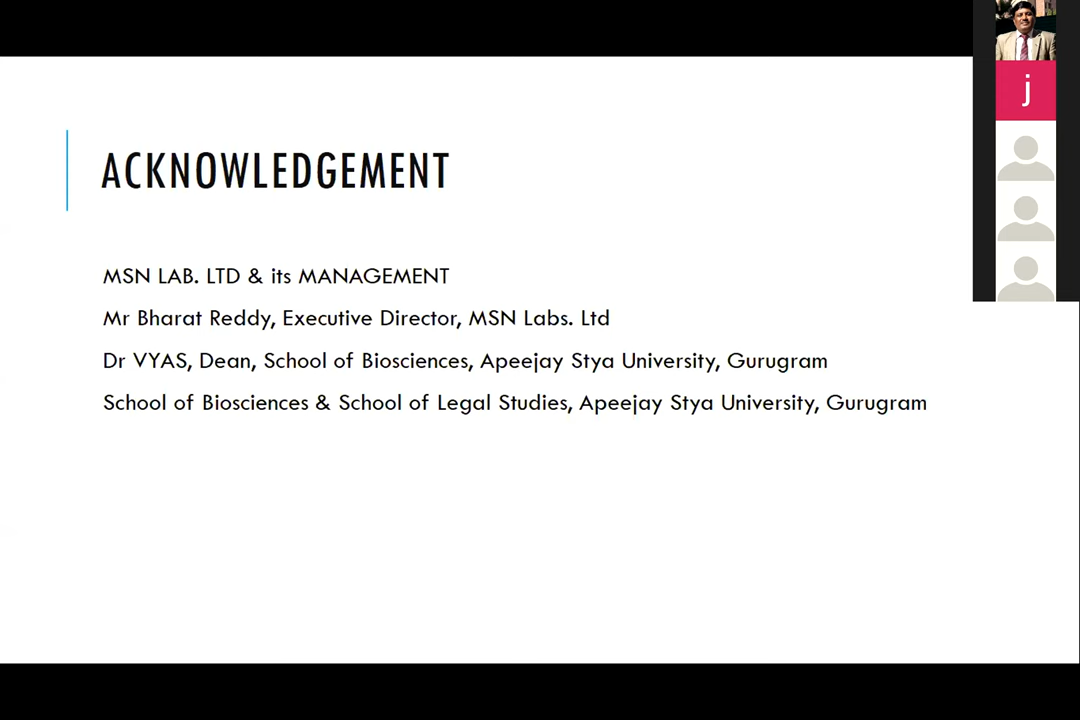 ACKNOWLEDGEMENT
MSN LAB. LTD & its MANAGEMENT
Mr Bharat Reddy, Executive Director, MSN Labs. Ltd
Dr VYAS, Dean, School of Biosciences, Apeejay Stya University, Gurugram
School of Biosciences & School of Legal Studies, Apeejay Stya University, Gurugram
j